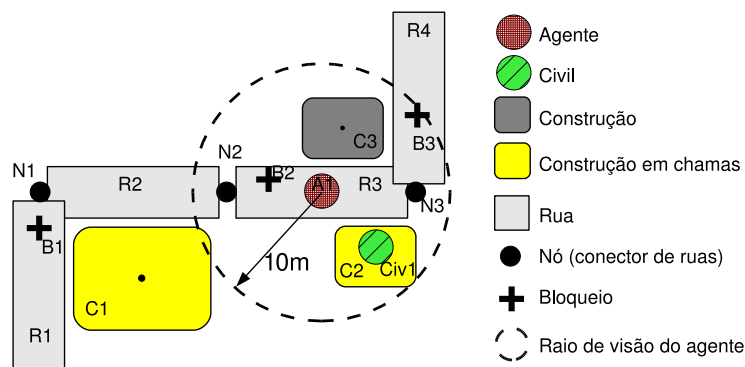 R4
Agente
Civil
Construção
C3
B3
Construção em chamas
N1
N2
R2
B2
A1
R3
N3
Rua
B1
10m
C2
Civ1
Nó (conector de ruas)
C1
Bloqueio
R1
Raio de visão do agente